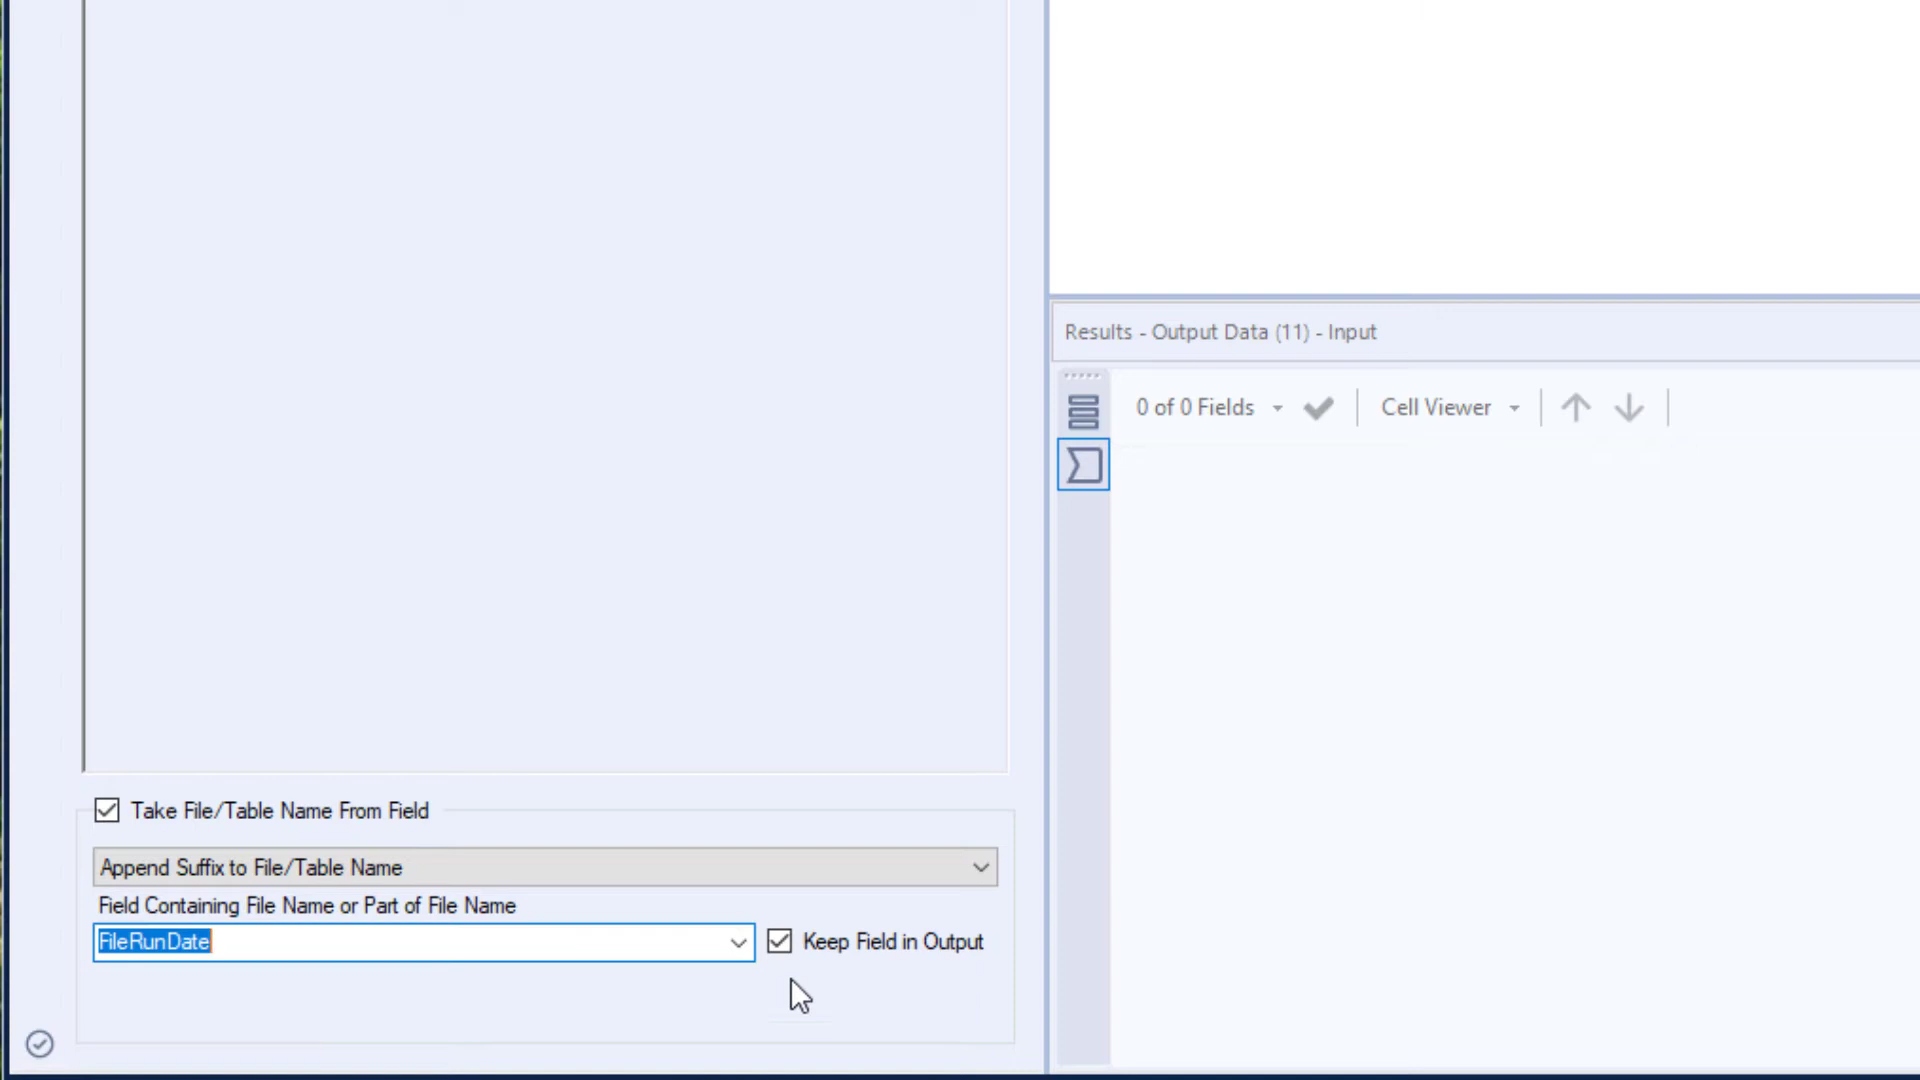 Results - Output Data (11) - Input
0 of 0 Fields
Cell Viewer
Take File/Table Name From Field
Append Suffix to File/Table Name
Field Containing File Name or Part of File Name
FileRunDate
Keep Field in Output